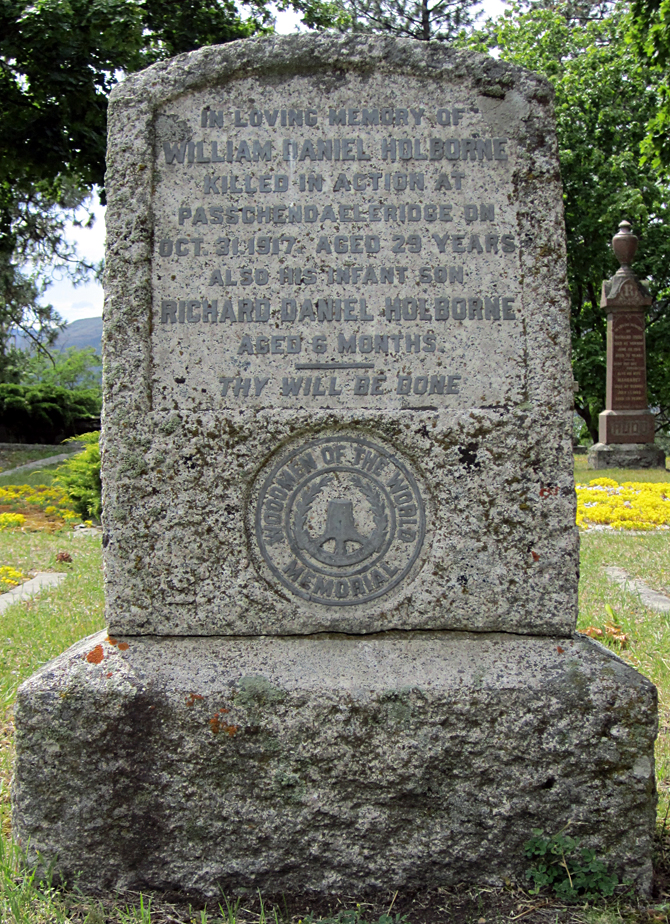 IN LOVING MEMORY OF
WILLIAM DANIEL HOLBORNE
KILLED IN ACTION AT
PASSCHENDAELERIDGE ON
OCT. 31. 1917. AGED 29 YEARS.
ALSO HIS INFANT SON
RICHARD DANIEL HOLBORNE
AGED 6 MONTHS.
THY WILL BE DONE
WOODMEN OF THE WORLD
MEMORIAL